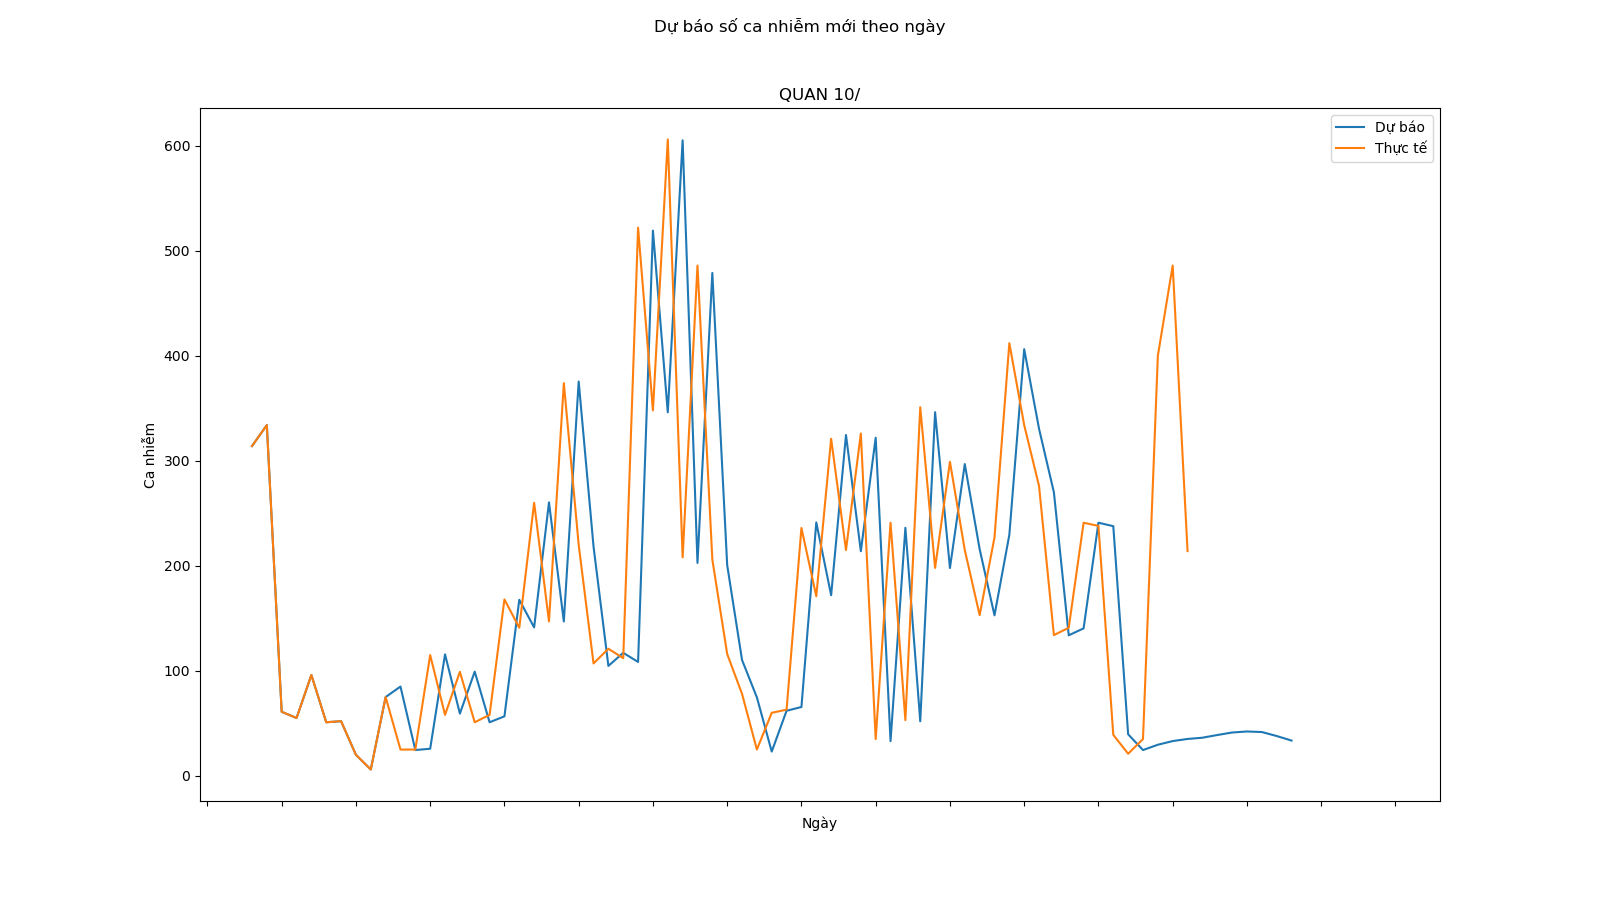 Dự báo số ca nhiễm mới theo ngày
QUAN 10/
Dự báo
Thực tế
600
500
400
300
200
100
0
Ca nhiễm
Ngày